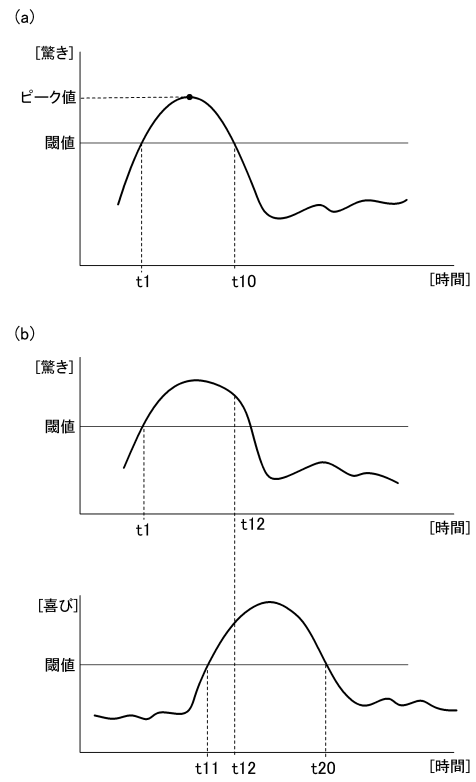 (a)
[驚き]
ピーク値
閾値
t1
t10
[時間]
(b)
[驚き]
閾値
t1
t12
[時間]
[喜び]
閾値
t11
t12
t20
[時間]